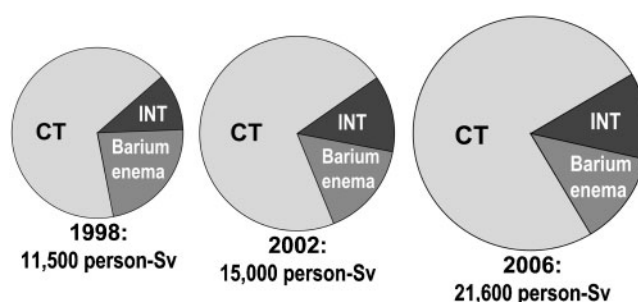 CT
INT
Barium
enema
1998:
11,500 person-Sv
CT
INT
Barium
enema
2002:
15,000 person-Sv
CT
INT
Barium
enema
2006:
21,600 person-Sv